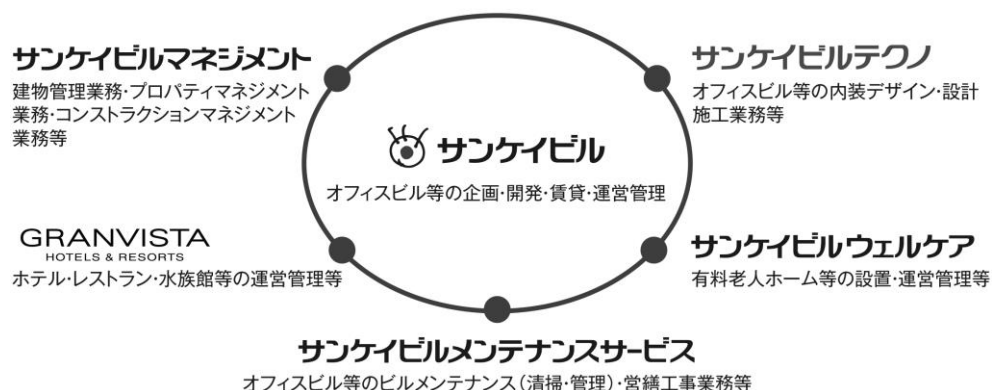 サンケイビルマネジメント
建物管理業務・プロパティマネジメント
業務・コンストラクションマネジメント
業務等
サンケイビルテクノ
オフィスビル等の内装デザイン・設計
施工業務等
サンケイビル
オフィスビル等の企画・開発・賃貸・運営管理
GRANVISTA
HOTELS & RESORTS
ホテル・レストラン・水族館等の運営管理等
サンケイビルウェルケア
有料老人ホーム等の設置・運営管理等
サンケイビルメンテナンスサービス
オフィスビル等のビルメンテナンス(清掃・管理)・営繕工事業務等